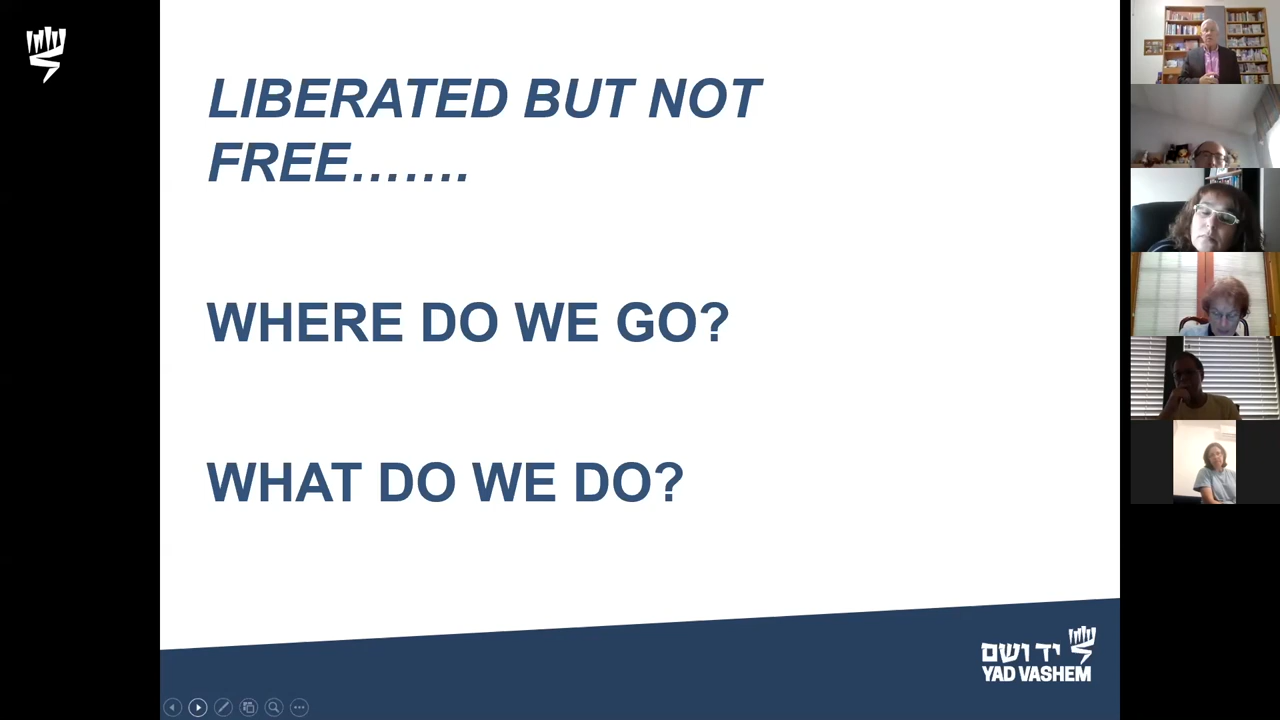 LIBERATED BUT NOT
FREE.......
WHERE DO WE GO?
WHAT DO WE DO?
יד ושם
YAD VASHEM